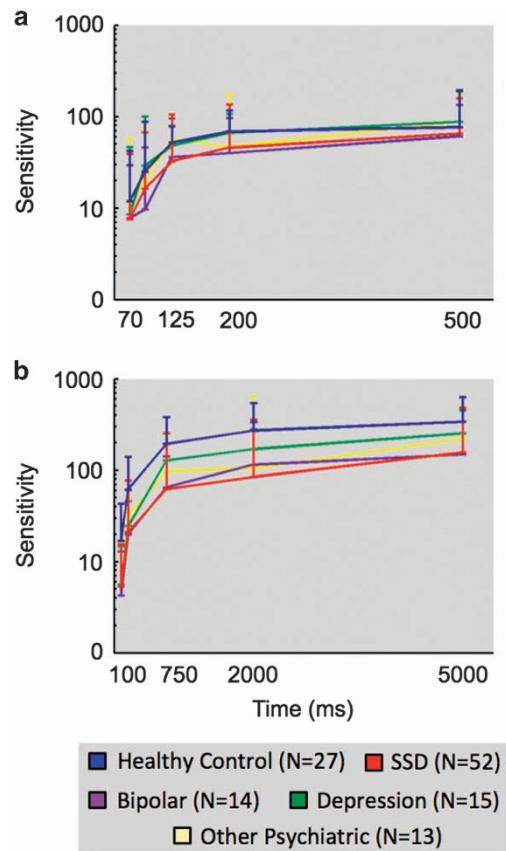 a
1000
100
10
0
Sensitivity
70 125 200 500
b
1000
100
10
0
Sensitivity
100 750 2000 5000
Time (ms)
Healthy Control (N=27) SSD (N=52)
Bipolar (N=14) Depression (N=15)
Other Psychiatric (N=13)